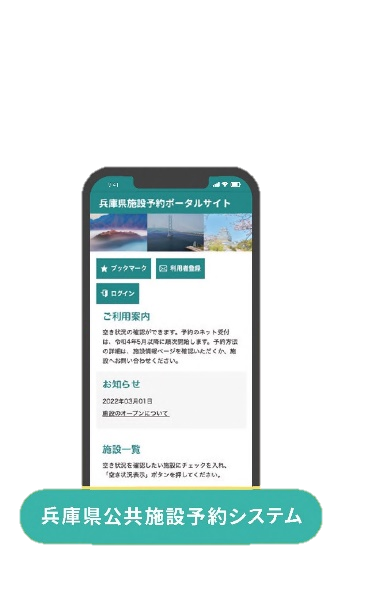 9:41
兵庫県施設予約ポータルサイト
ブックマーク 利用者登録
ログイン
ご利用案内
空き状況の確認ができます。予約のネット受付
は、令和4年5月以降に順次開始します。予約方法
の詳細は、施設情報ページを確認いただくか、施
設へお問い合わせください。
お知らせ
2022年03月01日
施設のオープンについて
施設一覧
空き状況を確認したい施設にチェックを入れ、
「空き状況表示」ボタンを押してください。
兵庫県公共施設予約システム